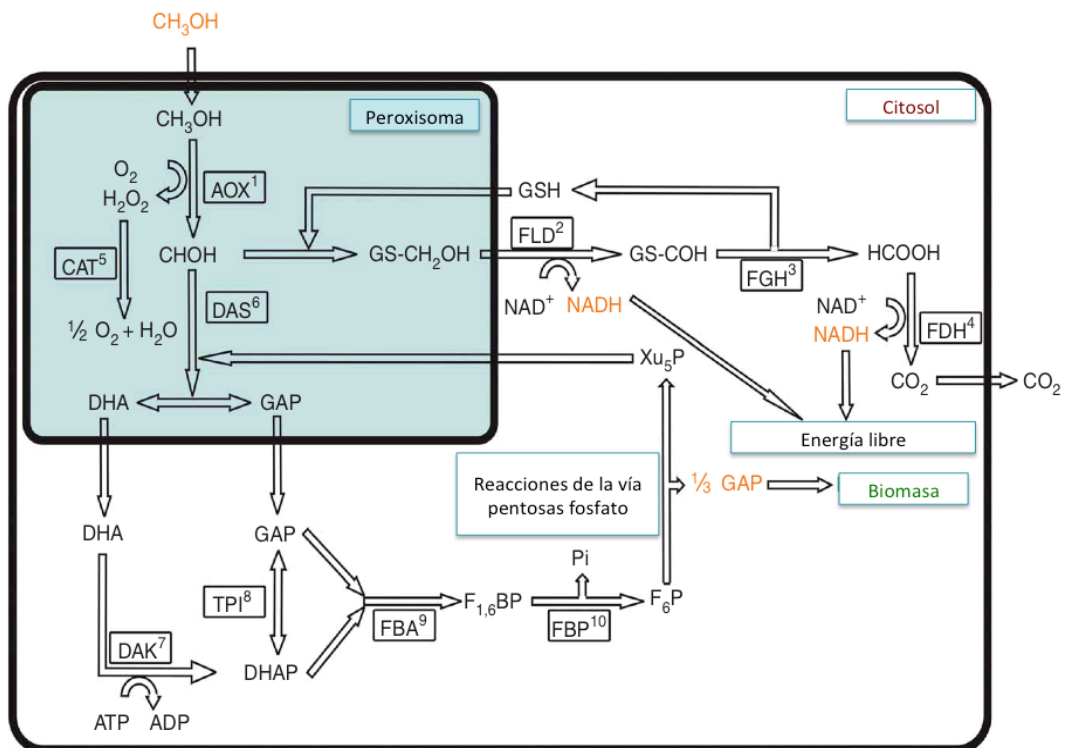 CH₃OH
Peroxisoma
Citosol
CH₃OH
O₂
H₂O₂
AOX¹
GSH
CAT⁵
CHOH
GS-CH₂OH
FLD²
GS-COH
FGH³
HCOOH
DAS⁶
NAD⁺ NADH
NAD⁺
NADH
FDH⁴
½ O₂ + H₂O
Xu₅P
CO₂
CO₂
DHA
GAP
Energía libre
Reacciones de la vía
pentosas fosfato
⅓ GAP
Biomasa
DHA
GAP
Pi
TPI⁸
FBA⁹
F₁,₆BP
FBP¹⁰
F₆P
DAK⁷
DHAP
ATP ADP